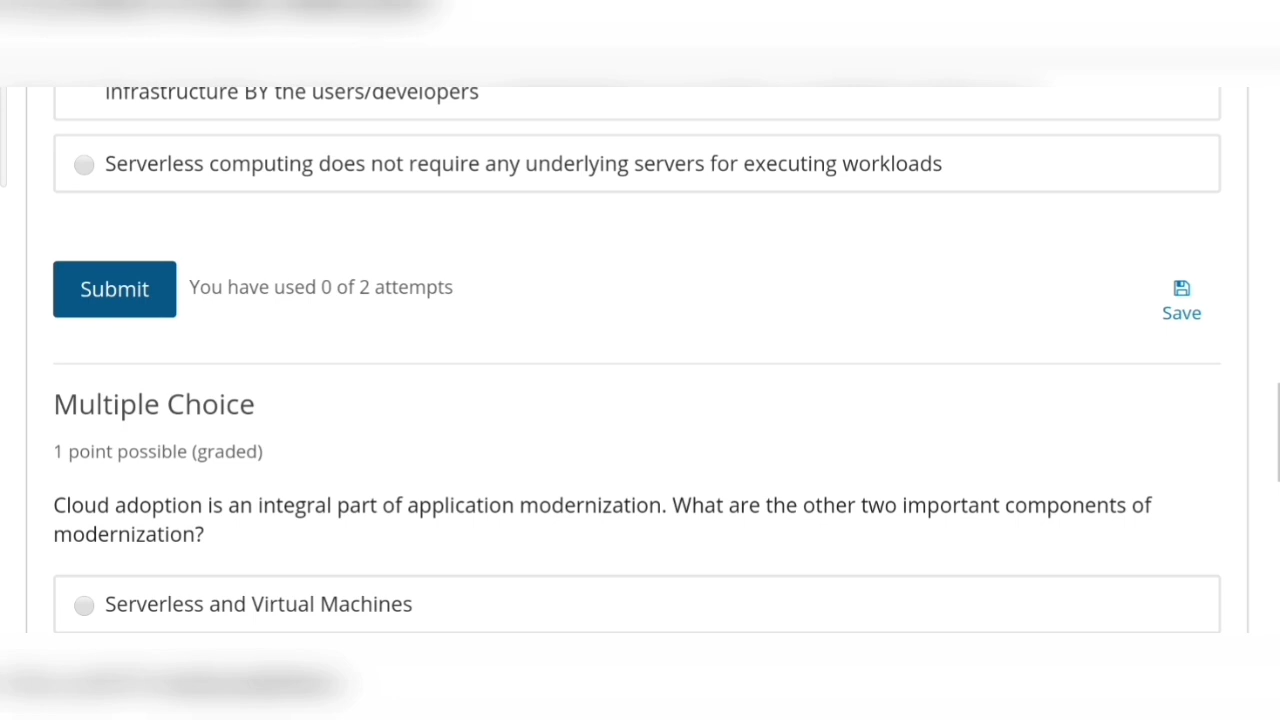 infrastructure BY the users/developers
Serverless computing does not require any underlying servers for executing workloads
Submit
You have used 0 of 2 attempts
Save
Multiple Choice
1 point possible (graded)
Cloud adoption is an integral part of application modernization. What are the other two important components of
modernization?
Serverless and Virtual Machines